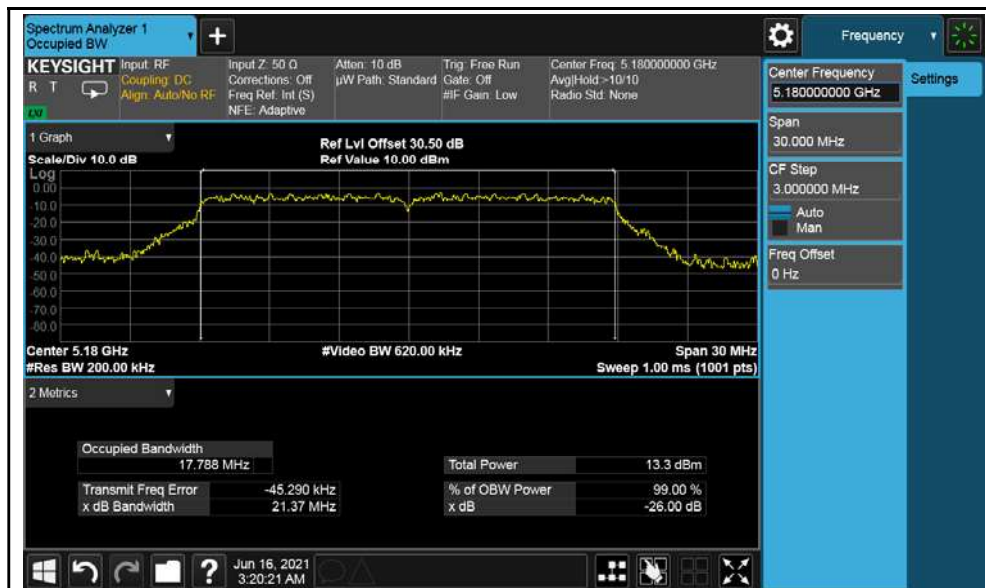 Spectrum Analyzer 1
Occupied BW
+
Frequency
KEYSIGHT
R T
LXI
Input: RF
Coupling: DC
Align: Auto/No RF
Input Z: 50 Ω
Corrections: Off
Freq Ref: Int (S)
NFE: Adaptive
Atten: 10 dB
µW Path: Standard
Trig: Free Run
Gate: Off
#IF Gain: Low
Center Freq: 5.180000000 GHz
Avg|Hold:>10/10
Radio Std: None
Center Frequency
5.180000000 GHz
Settings
Span
30.000 MHz
CF Step
3.000000 MHz
Auto
Man
Freq Offset
0 Hz
1 Graph
Scale/Div 10.0 dB
Ref Lvl Offset 30.50 dB
Ref Value 10.00 dBm
Log
0.00
-10.0
-20.0
-30.0
-40.0
-50.0
-60.0
-70.0
-80.0
Center 5.18 GHz
#Video BW 620.00 kHz
Span 30 MHz
#Res BW 200.00 kHz
Sweep 1.00 ms (1001 pts)
2 Metrics
Occupied Bandwidth
17.788 MHz
Total Power 13.3 dBm
Transmit Freq Error -45.290 kHz
% of OBW Power 99.00 %
x dB Bandwidth 21.37 MHz
x dB -26.00 dB
?
Jun 16, 2021
3:20:21 AM